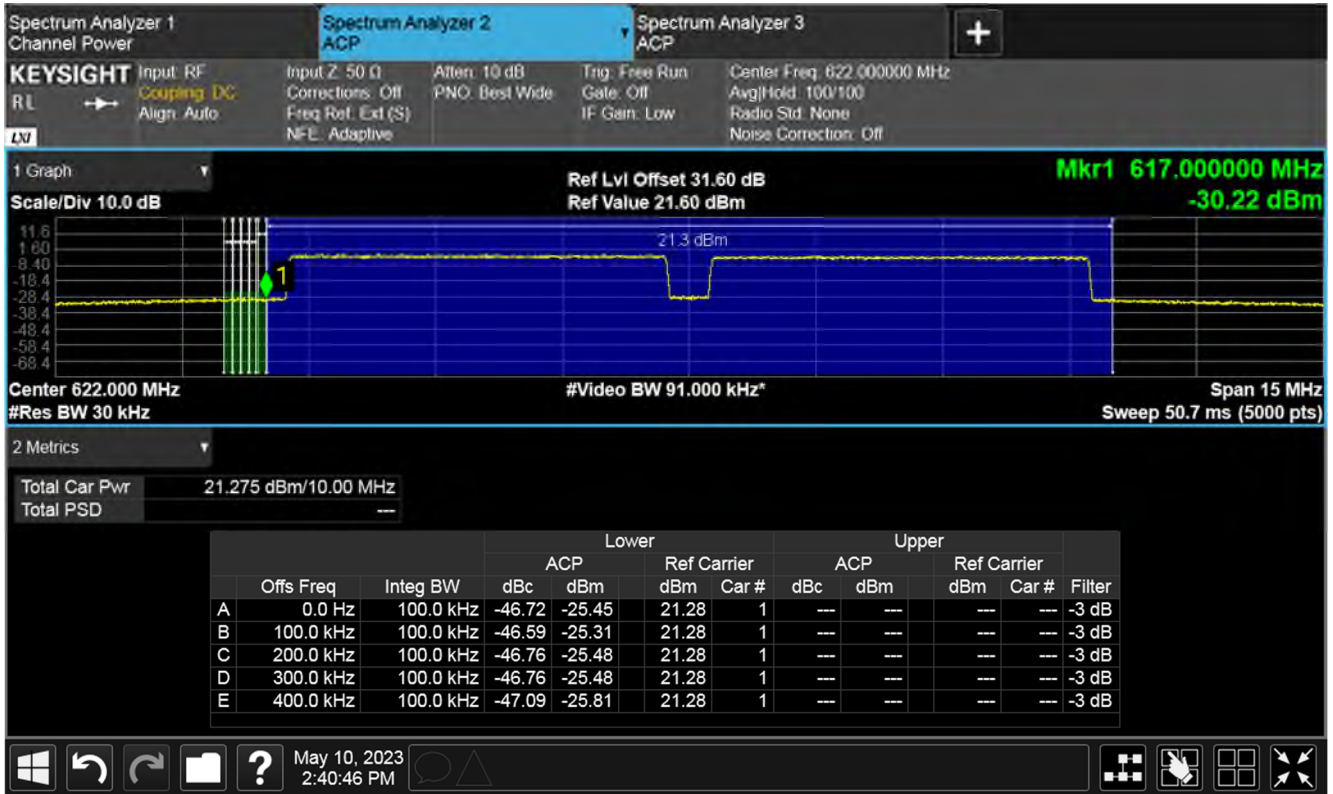 Spectrum Analyzer 1
Channel Power
Spectrum Analyzer 2
ACP
Spectrum Analyzer 3
ACP
KEYSIGHT
RL
LXI
Input: RF
Coupling: DC
Align: Auto
Input Z: 50 Ω
Corrections: Off
Freq Ref: Ext (S)
NFE: Adaptive
Atten: 10 dB
PNO: Best Wide
Trig: Free Run
Gate: Off
IF Gain: Low
Center Freq: 622.000000 MHz
Avg|Hold: 100/100
Radio Std: None
Noise Correction: Off
1 Graph
Scale/Div 10.0 dB
Ref Lvl Offset 31.60 dB
Ref Value 21.60 dBm
Mkr1 617.000000 MHz
-30.22 dBm
11.6
1.60
-8.40
-18.4
-28.4
-38.4
-48.4
-58.4
-68.4
21.3 dBm
1
Center 622.000 MHz
#Res BW 30 kHz
#Video BW 91.000 kHz*
Span 15 MHz
Sweep 50.7 ms (5000 pts)
2 Metrics
Total Car Pwr 21.275 dBm/10.00 MHz
Total PSD ---
Lower Upper
ACP Ref Carrier ACP Ref Carrier
Offs Freq Integ BW dBc dBm dBm Car # dBc dBm dBm Car # Filter
A 0.0 Hz 100.0 kHz -46.72 -25.45 21.28 1 --- --- --- --- -3 dB
B 100.0 kHz 100.0 kHz -46.59 -25.31 21.28 1 --- --- --- --- -3 dB
C 200.0 kHz 100.0 kHz -46.76 -25.48 21.28 1 --- --- --- --- -3 dB
D 300.0 kHz 100.0 kHz -46.76 -25.48 21.28 1 --- --- --- --- -3 dB
E 400.0 kHz 100.0 kHz -47.09 -25.81 21.28 1 --- --- --- --- -3 dB
May 10, 2023
2:40:46 PM